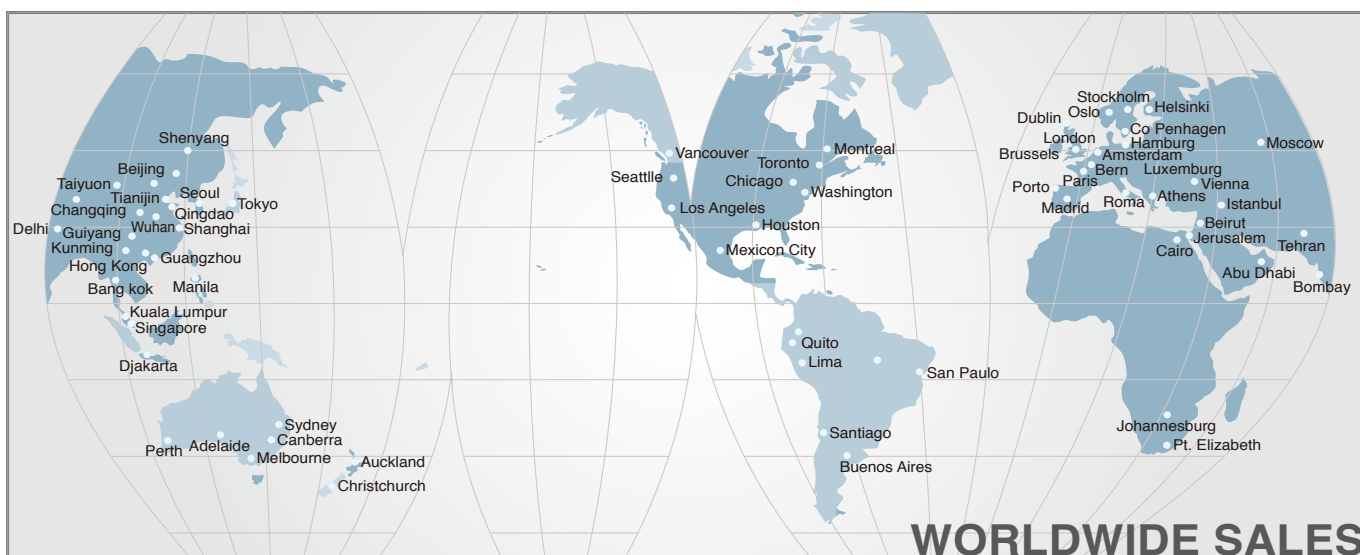 Shenyang
Beijing
Taiyuon
Tianijin
Seoul
Changqing
Qingdao
Tokyo
Delhi
Guiyang
Wuhan
Shanghai
Kunming
Hong Kong
Guangzhou
Bang kok
Manila
Kuala Lumpur
Singapore
Djakarta
Sydney
Perth
Adelaide
Canberra
Melbourne
Auckland
Christchurch
Vancouver
Seattlle
Los Angeles
Mexicon City
Montreal
Toronto
Chicago
Washington
Houston
Quito
Lima
San Paulo
Santiago
Buenos Aires
Stockholm
Oslo
Helsinki
Dublin
London
Co Penhagen
Hamburg
Brussels
Amsterdam
Moscow
Paris
Bern
Luxemburg
Vienna
Porto
Madrid
Roma
Athens
Istanbul
Beirut
Jerusalem
Cairo
Tehran
Abu Dhabi
Bombay
Johannesburg
Pt. Elizabeth
WORLDWIDE SALES